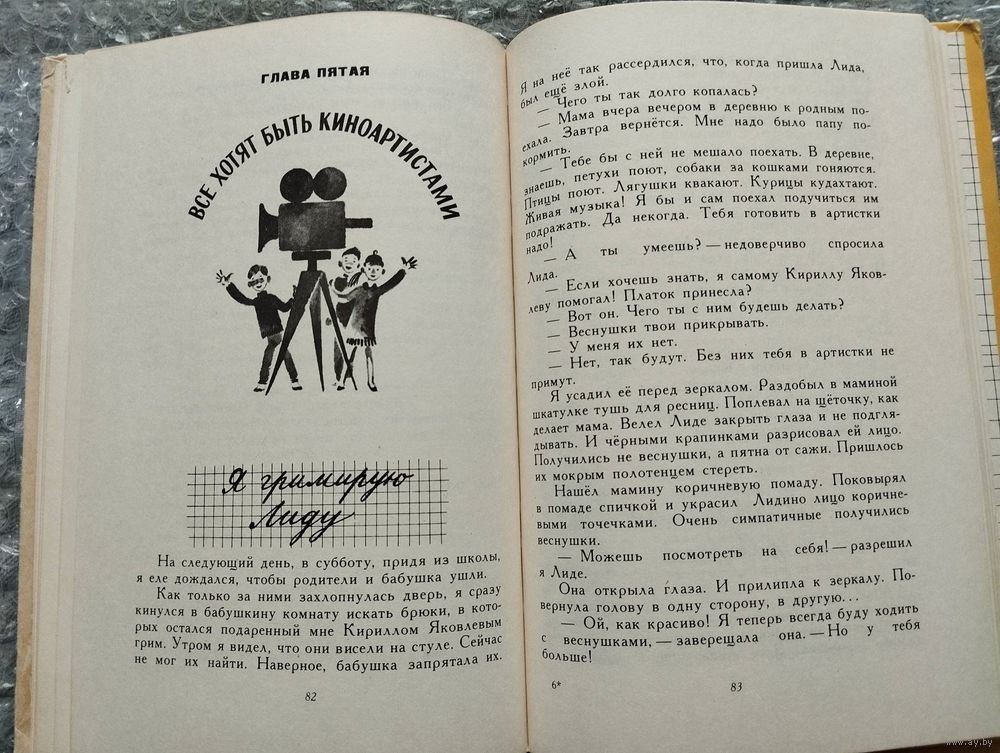 ГЛАВА ПЯТАЯ
ВСЕ ХОТЯТ БЫТЬ КИНОАРТИСТАМИ
Я гримирую
Лиду
На следующий день, в субботу, придя из школы,
я еле дождался, чтобы родители и бабушка ушли.
Как только за ними захлопнулась дверь, я сразу
кинулся в бабушкину комнату искать брюки, в кото-
рых остался подаренный мне Кириллом Яковлевым
грим. Утром я видел, что они висели на стуле. Сейчас
не мог их найти. Наверное, бабушка запрятала их.
82
Я на неё так рассердился, что, когда пришла Лида,
был ещё злой.
— Чего ты так долго копалась?
— Мама вчера вечером в деревню к родным по-
ехала. Завтра вернётся. Мне надо было папу по-
кормить.
— Тебе бы с ней не мешало поехать. В деревне,
знаешь, петухи поют, собаки за кошками гоняются.
Птицы поют. Лягушки квакают. Курицы кудахтают.
Живая музыка! Я бы и сам поехал подучиться им
подражать. Да некогда. Тебя готовить в артистки
надо!
— А ты умеешь? — недоверчиво спросила
Лида.
— Если хочешь знать, я самому Кириллу Яков-
леву помогал! Платок принесла?
— Вот он. Чего ты с ним будешь делать?
— Веснушки твои прикрывать.
— У меня их нет.
— Нет, так будут. Без них тебя в артистки не
примут.
Я усадил её перед зеркалом. Раздобыл в маминой
шкатулке тушь для ресниц. Поплевал на щёточку, как
делает мама. Велел Лиде закрыть глаза и не подгля-
дывать. И чёрными крапинками разрисовал ей лицо.
Получились не веснушки, а пятна от сажи. Пришлось
их мокрым полотенцем стереть.
Нашёл мамину коричневую помаду. Поковырял
в помаде спичкой и украсил Лидино лицо коричне-
выми точечками. Очень симпатичные получились
веснушки.
— Можешь посмотреть на себя! — разрешил
я Лиде.
Она открыла глаза. И прилипла к зеркалу. По-
вернула голову в одну сторону, в другую...
— Ой, как красиво! Я теперь всегда буду ходить
с веснушками, — заверещала она. — Но у тебя
больше!
6*
83
www.ay.by